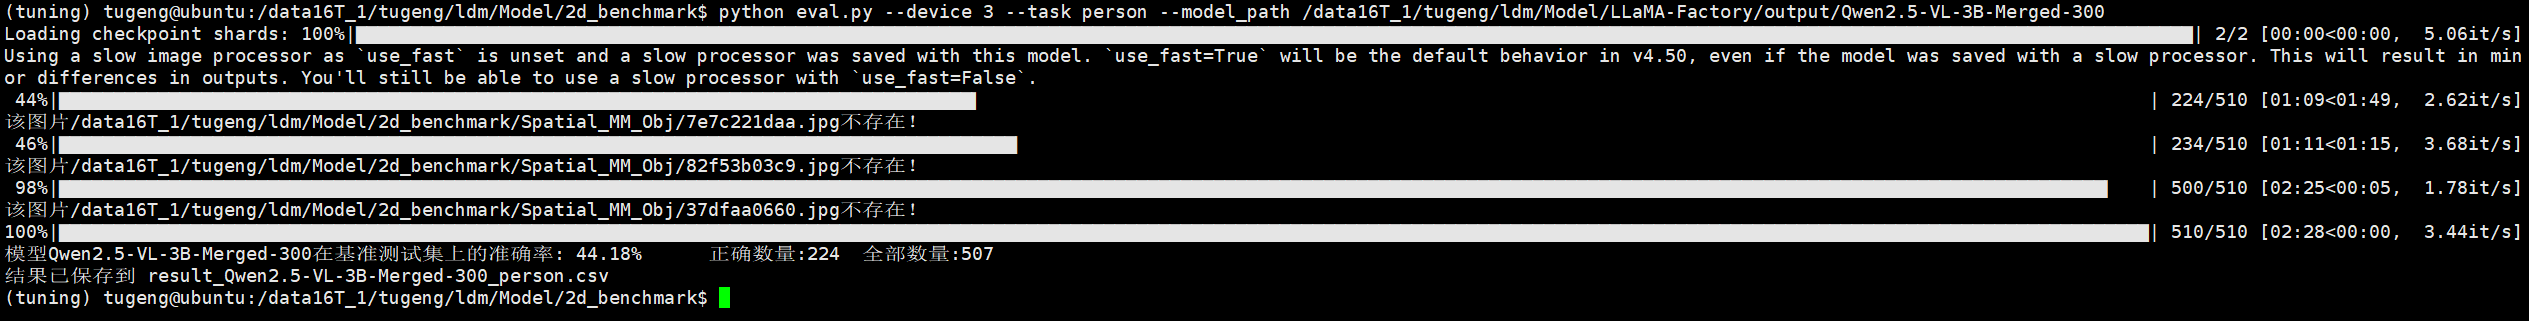 (tuning) tugeng@ubuntu:/data16T_1/tugeng/ldm/Model/2d_benchmark$ python eval.py --device 3 --task person --model_path /data16T_1/tugeng/ldm/Model/LLaMA-Factory/output/Qwen2.5-VL-3B-Merged-300
Loading checkpoint shards: 100%|██████████| 2/2 [00:00<00:00,  5.06it/s]
Using a slow image processor as `use_fast` is unset and a slow processor was saved with this model. `use_fast=True` will be the default behavior in v4.50, even if the model was saved with a slow processor. This will result in min
or differences in outputs. You'll still be able to use a slow processor with `use_fast=False`.
 44%|████      | 224/510 [01:09<01:49,  2.62it/s]
该图片/data16T_1/tugeng/ldm/Model/2d_benchmark/Spatial_MM_Obj/7e7c221daa.jpg不存在!
 46%|████      | 234/510 [01:11<01:15,  3.68it/s]
该图片/data16T_1/tugeng/ldm/Model/2d_benchmark/Spatial_MM_Obj/82f53b03c9.jpg不存在!
 98%|█████████ | 500/510 [02:25<00:05,  1.78it/s]
该图片/data16T_1/tugeng/ldm/Model/2d_benchmark/Spatial_MM_Obj/37dfaa0660.jpg不存在!
100%|██████████| 510/510 [02:28<00:00,  3.44it/s]
模型Qwen2.5-VL-3B-Merged-300在基准测试集上的准确率: 44.18%      正确数量:224  全部数量:507
结果已保存到 result_Qwen2.5-VL-3B-Merged-300_person.csv
(tuning) tugeng@ubuntu:/data16T_1/tugeng/ldm/Model/2d_benchmark$